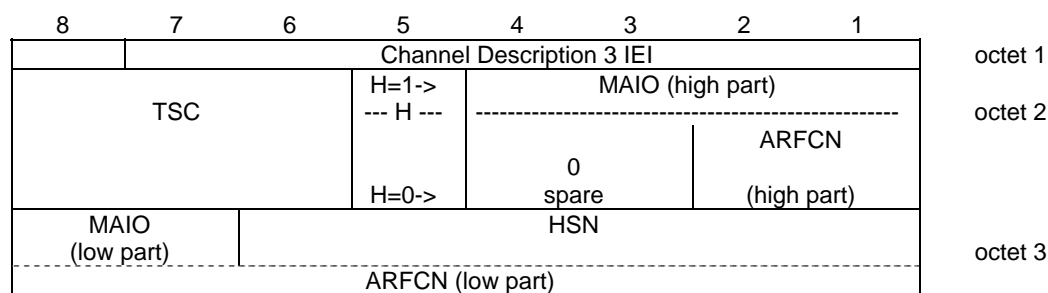 8 7 6 5 4 3 2 1
Channel Description 3 IEI octet 1
H=1-> MAIO (high part)
TSC --- H --- ----------------------------------------------------- octet 2
ARFCN
0
H=0-> spare (high part)
MAIO HSN
(low part) octet 3
ARFCN (low part)